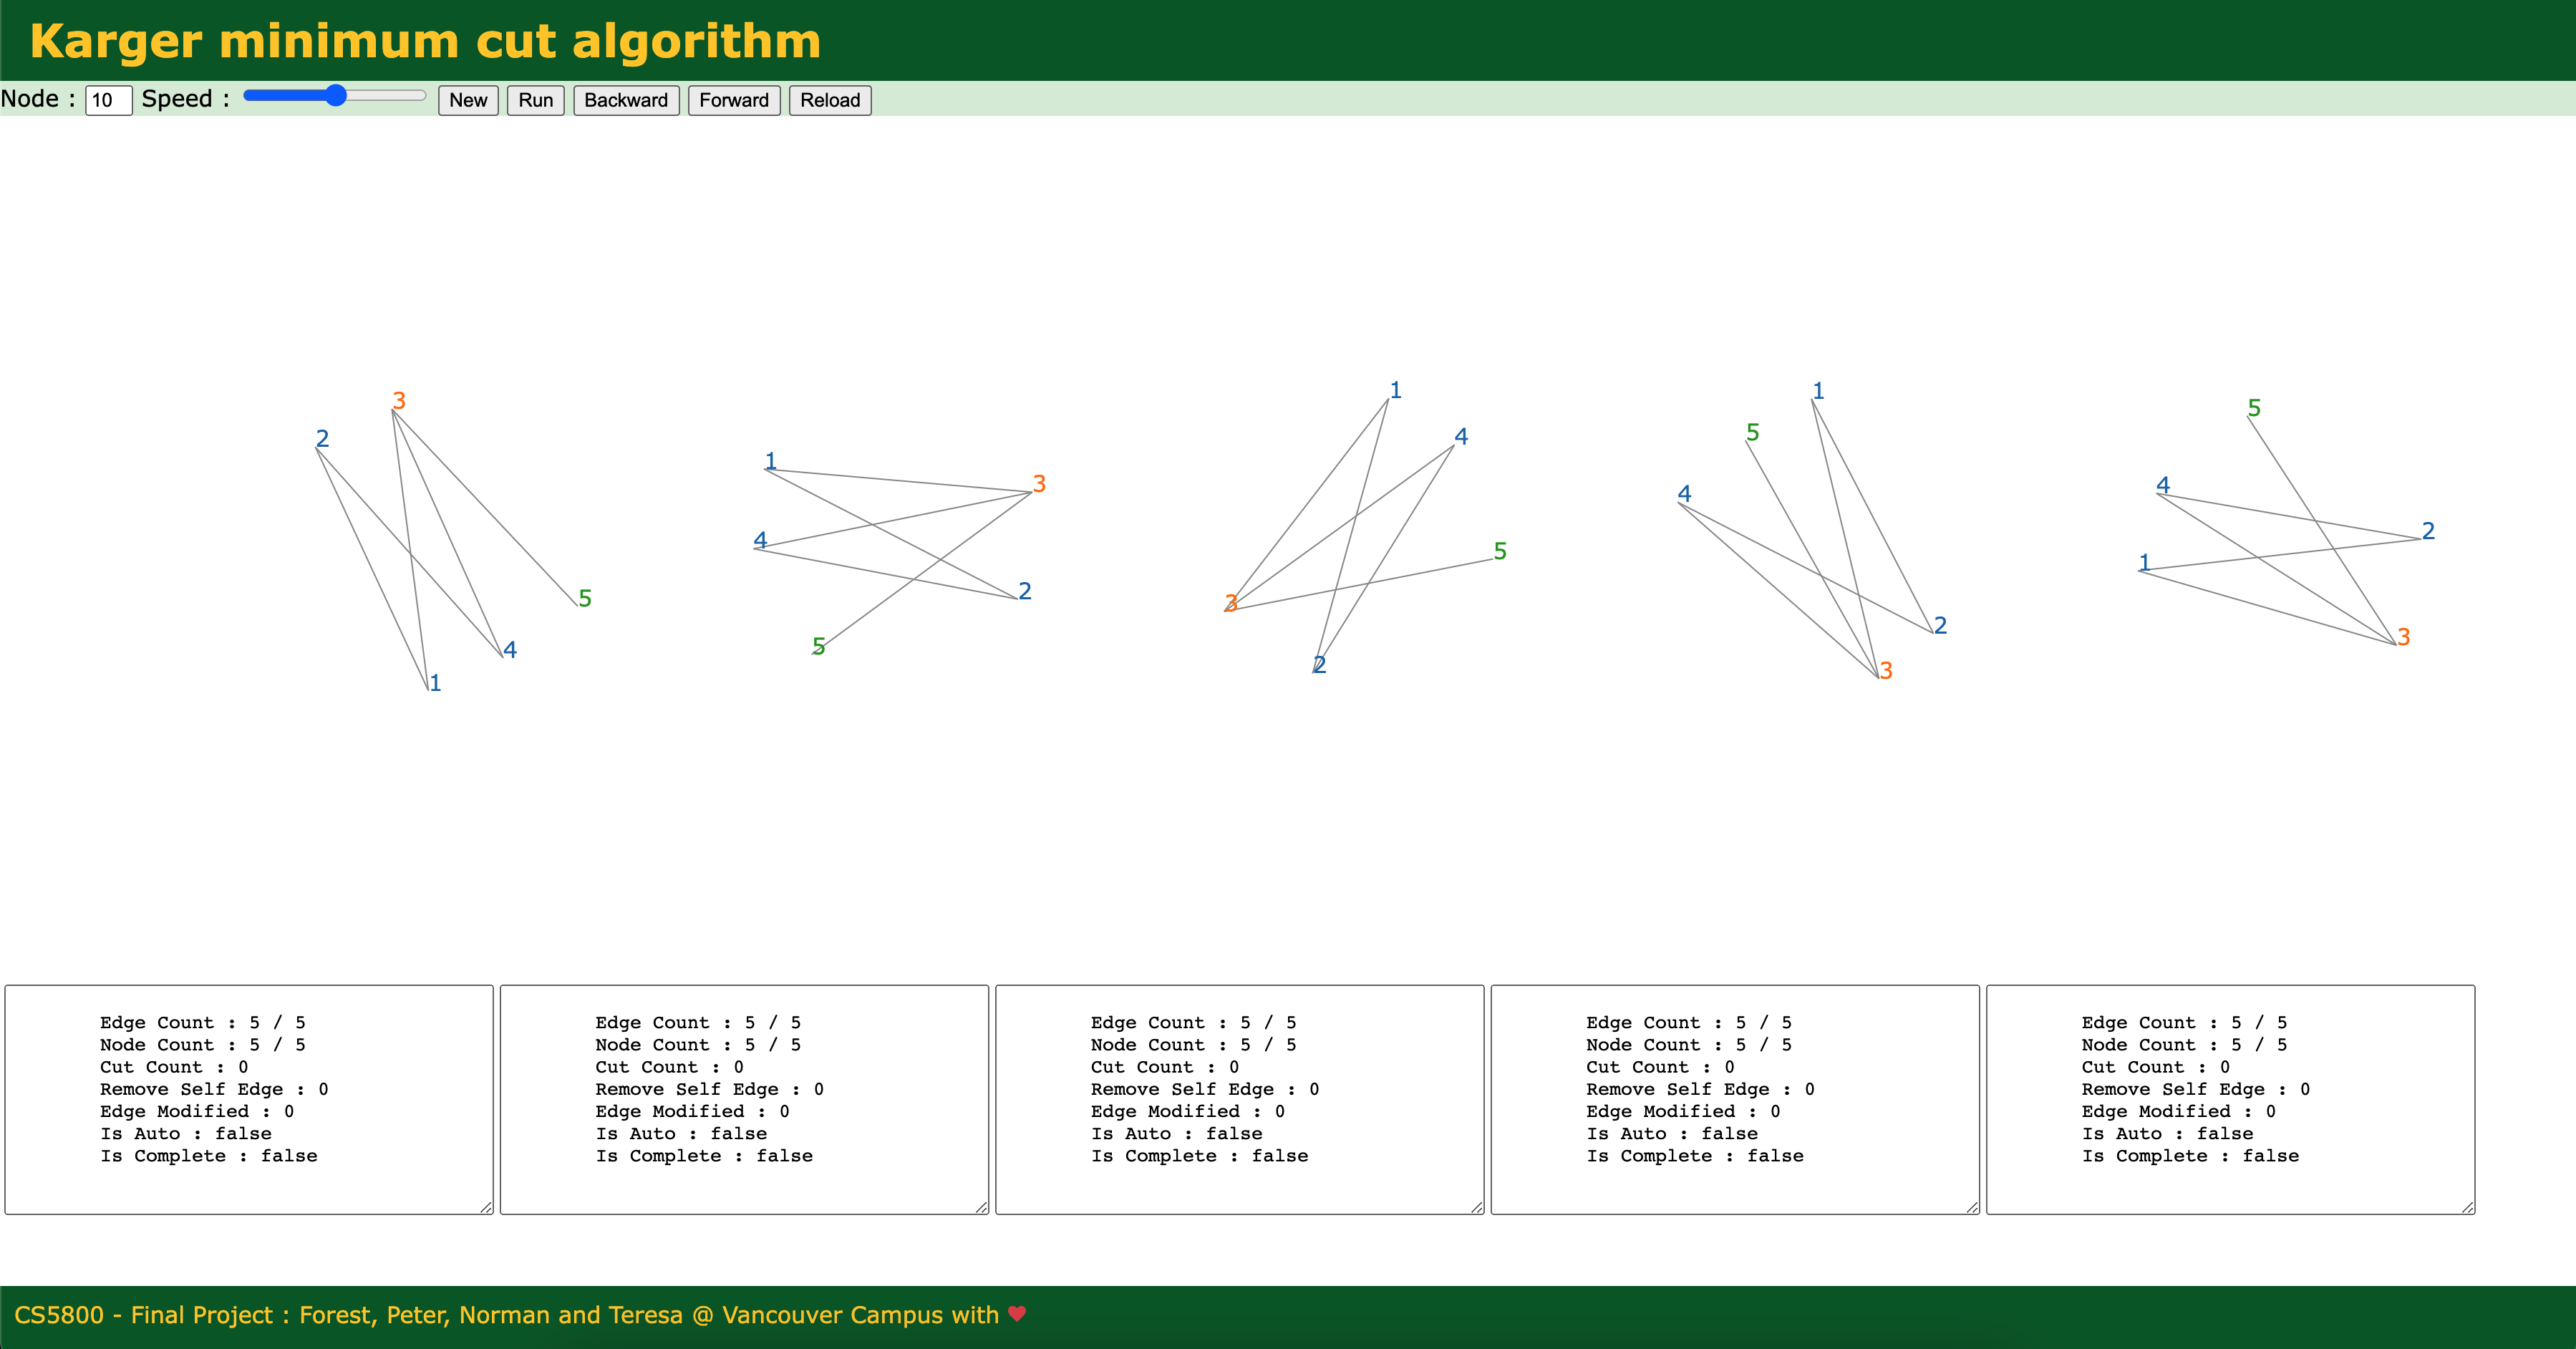 Karger minimum cut algorithm
Node : 10 Speed : New Run Backward Forward Reload
3
2
5
4
1
1
3
4
2
5
1
4
5
3
2
1
5
4
2
3
5
4
2
1
3
Edge Count : 5 / 5
Node Count : 5 / 5
Cut Count : 0
Remove Self Edge : 0
Edge Modified : 0
Is Auto : false
Is Complete : false
Edge Count : 5 / 5
Node Count : 5 / 5
Cut Count : 0
Remove Self Edge : 0
Edge Modified : 0
Is Auto : false
Is Complete : false
Edge Count : 5 / 5
Node Count : 5 / 5
Cut Count : 0
Remove Self Edge : 0
Edge Modified : 0
Is Auto : false
Is Complete : false
Edge Count : 5 / 5
Node Count : 5 / 5
Cut Count : 0
Remove Self Edge : 0
Edge Modified : 0
Is Auto : false
Is Complete : false
Edge Count : 5 / 5
Node Count : 5 / 5
Cut Count : 0
Remove Self Edge : 0
Edge Modified : 0
Is Auto : false
Is Complete : false
CS5800 - Final Project : Forest, Peter, Norman and Teresa @ Vancouver Campus with ❤